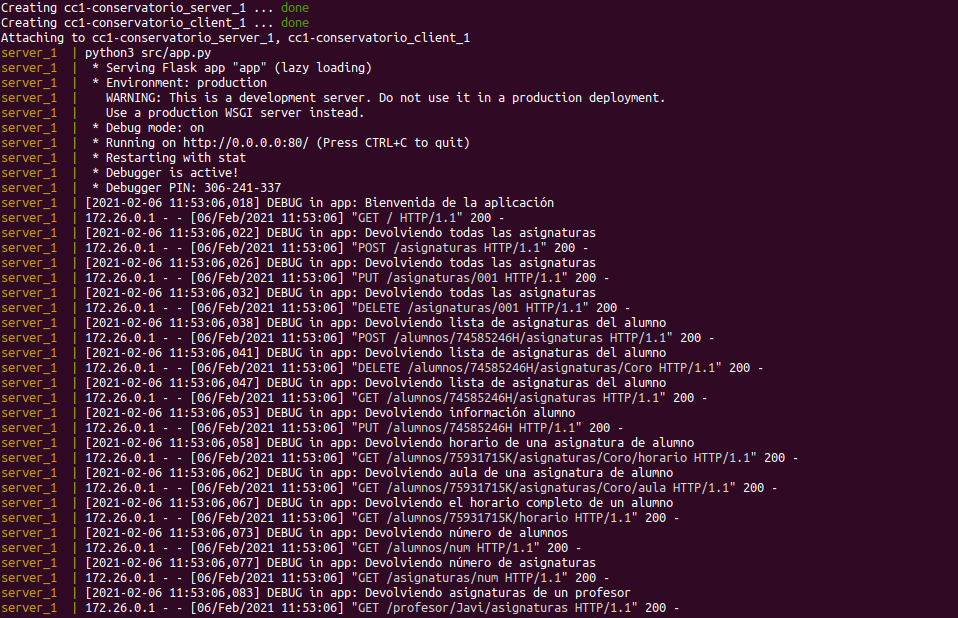 Creating cc1-conservatorio_server_1 ... done
Creating cc1-conservatorio_client_1 ... done
Attaching to cc1-conservatorio_server_1, cc1-conservatorio_client_1
server_1  | python3 src/app.py
server_1  |  * Serving Flask app "app" (lazy loading)
server_1  |  * Environment: production
server_1  |    WARNING: This is a development server. Do not use it in a production deployment.
server_1  |    Use a production WSGI server instead.
server_1  |  * Debug mode: on
server_1  |  * Running on http://0.0.0.0:80/ (Press CTRL+C to quit)
server_1  |  * Restarting with stat
server_1  |  * Debugger is active!
server_1  |  * Debugger PIN: 306-241-337
server_1  | [2021-02-06 11:53:06,018] DEBUG in app: Bienvenida de la aplicación
server_1  | 172.26.0.1 - - [06/Feb/2021 11:53:06] "GET / HTTP/1.1" 200 -
server_1  | [2021-02-06 11:53:06,022] DEBUG in app: Devolviendo todas las asignaturas
server_1  | 172.26.0.1 - - [06/Feb/2021 11:53:06] "POST /asignaturas HTTP/1.1" 200 -
server_1  | [2021-02-06 11:53:06,026] DEBUG in app: Devolviendo todas las asignaturas
server_1  | 172.26.0.1 - - [06/Feb/2021 11:53:06] "PUT /asignaturas/001 HTTP/1.1" 200 -
server_1  | [2021-02-06 11:53:06,032] DEBUG in app: Devolviendo todas las asignaturas
server_1  | 172.26.0.1 - - [06/Feb/2021 11:53:06] "DELETE /asignaturas/001 HTTP/1.1" 200 -
server_1  | [2021-02-06 11:53:06,038] DEBUG in app: Devolviendo lista de asignaturas del alumno
server_1  | 172.26.0.1 - - [06/Feb/2021 11:53:06] "POST /alumnos/74585246H/asignaturas HTTP/1.1" 200 -
server_1  | [2021-02-06 11:53:06,041] DEBUG in app: Devolviendo lista de asignaturas del alumno
server_1  | 172.26.0.1 - - [06/Feb/2021 11:53:06] "DELETE /alumnos/74585246H/asignaturas/Coro HTTP/1.1" 200 -
server_1  | [2021-02-06 11:53:06,047] DEBUG in app: Devolviendo lista de asignaturas del alumno
server_1  | 172.26.0.1 - - [06/Feb/2021 11:53:06] "GET /alumnos/74585246H/asignaturas HTTP/1.1" 200 -
server_1  | [2021-02-06 11:53:06,053] DEBUG in app: Devolviendo información alumno
server_1  | 172.26.0.1 - - [06/Feb/2021 11:53:06] "PUT /alumnos/74585246H HTTP/1.1" 200 -
server_1  | [2021-02-06 11:53:06,058] DEBUG in app: Devolviendo horario de una asignatura de alumno
server_1  | 172.26.0.1 - - [06/Feb/2021 11:53:06] "GET /alumnos/75931715K/asignaturas/Coro/horario HTTP/1.1" 200 -
server_1  | [2021-02-06 11:53:06,062] DEBUG in app: Devolviendo aula de una asignatura de alumno
server_1  | 172.26.0.1 - - [06/Feb/2021 11:53:06] "GET /alumnos/75931715K/asignaturas/Coro/aula HTTP/1.1" 200 -
server_1  | [2021-02-06 11:53:06,067] DEBUG in app: Devolviendo el horario completo de un alumno
server_1  | 172.26.0.1 - - [06/Feb/2021 11:53:06] "GET /alumnos/75931715K/horario HTTP/1.1" 200 -
server_1  | [2021-02-06 11:53:06,073] DEBUG in app: Devolviendo número de alumnos
server_1  | 172.26.0.1 - - [06/Feb/2021 11:53:06] "GET /alumnos/num HTTP/1.1" 200 -
server_1  | [2021-02-06 11:53:06,077] DEBUG in app: Devolviendo número de asignaturas
server_1  | 172.26.0.1 - - [06/Feb/2021 11:53:06] "GET /asignaturas/num HTTP/1.1" 200 -
server_1  | [2021-02-06 11:53:06,083] DEBUG in app: Devolviendo asignaturas de un profesor
server_1  | 172.26.0.1 - - [06/Feb/2021 11:53:06] "GET /profesor/Javi/asignaturas HTTP/1.1" 200 -